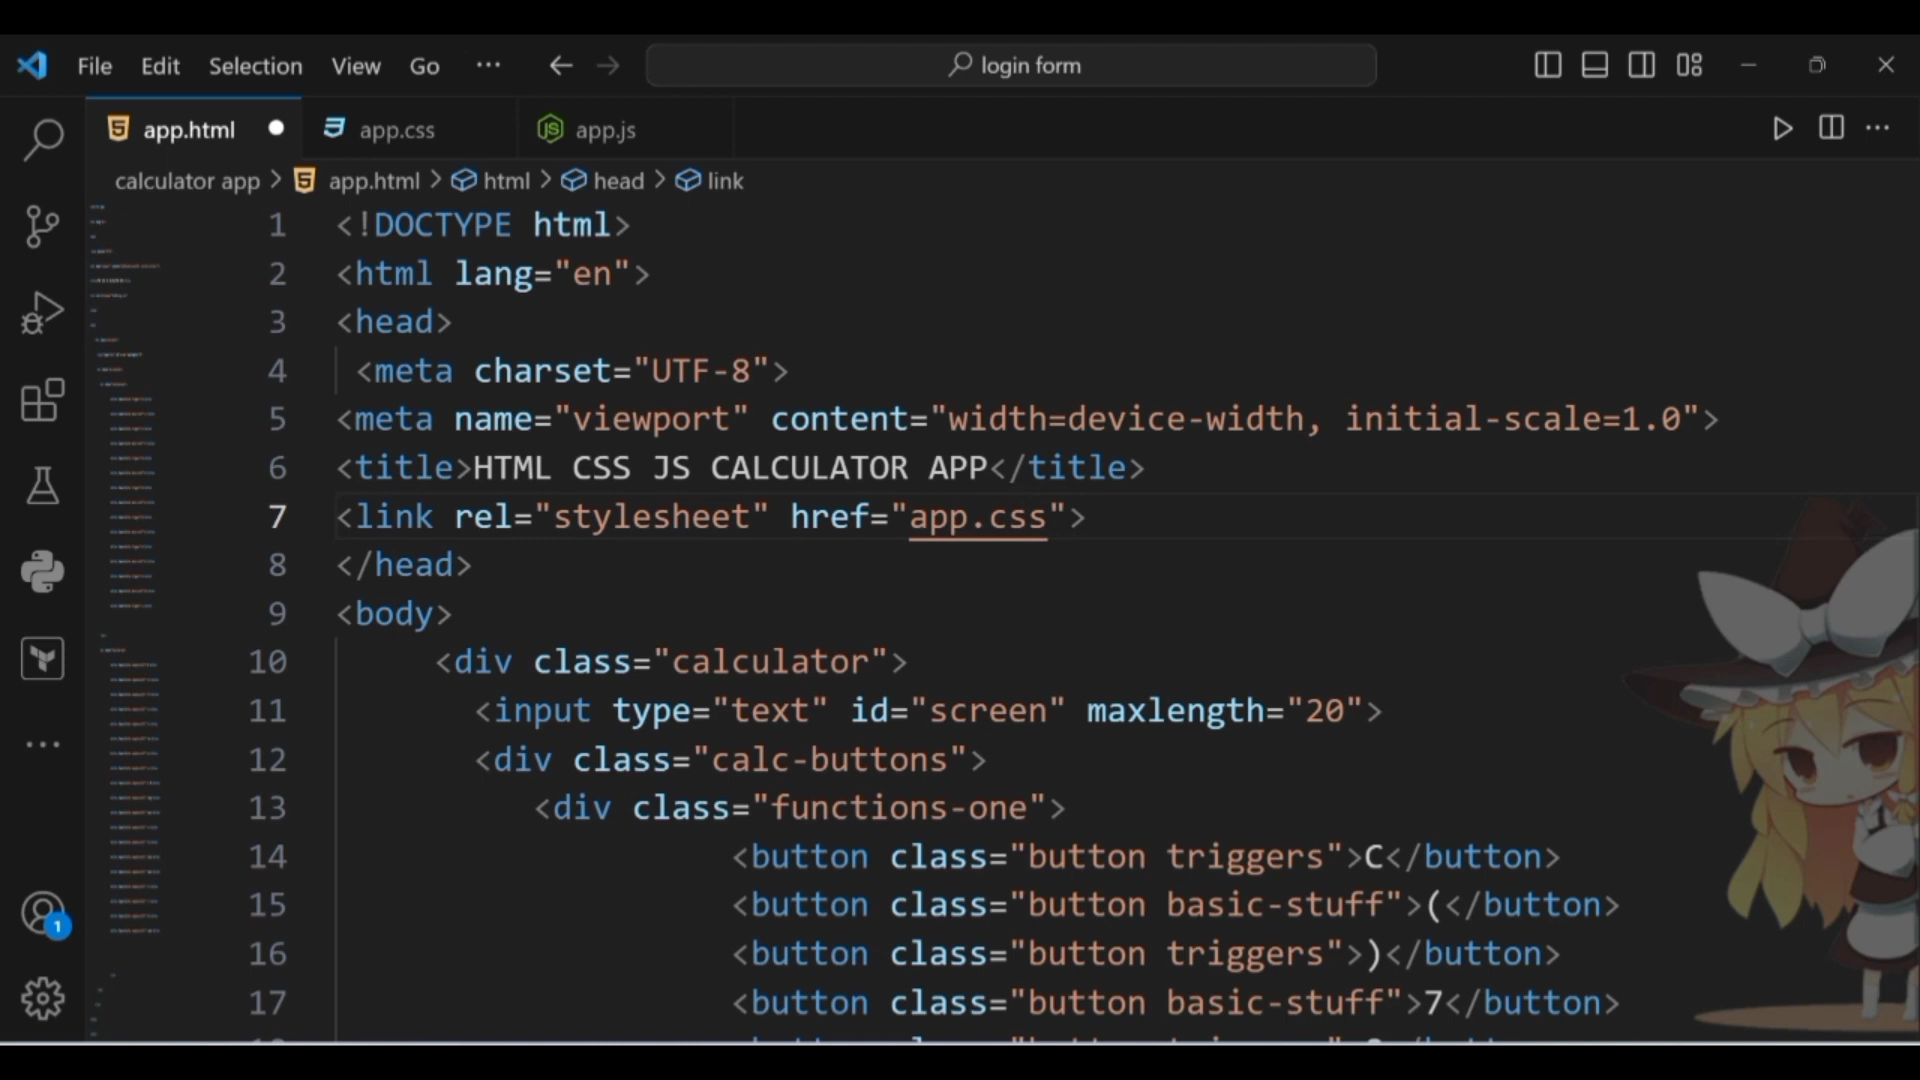 File Edit Selection View Go ··· login form
app.html app.css app.js
calculator app > app.html > html > head > link
1 <!DOCTYPE html>
2 <html lang="en">
3 <head>
4 <meta charset="UTF-8">
5 <meta name="viewport" content="width=device-width, initial-scale=1.0">
6 <title>HTML CSS JS CALCULATOR APP</title>
7 <link rel="stylesheet" href="app.css">
8 </head>
9 <body>
10 <div class="calculator">
11 <input type="text" id="screen" maxlength="20">
12 <div class="calc-buttons">
13 <div class="functions-one">
14 <button class="button triggers">C</button>
15 <button class="button basic-stuff">(</button>
16 <button class="button triggers">)</button>
17 <button class="button basic-stuff">7</button>
1